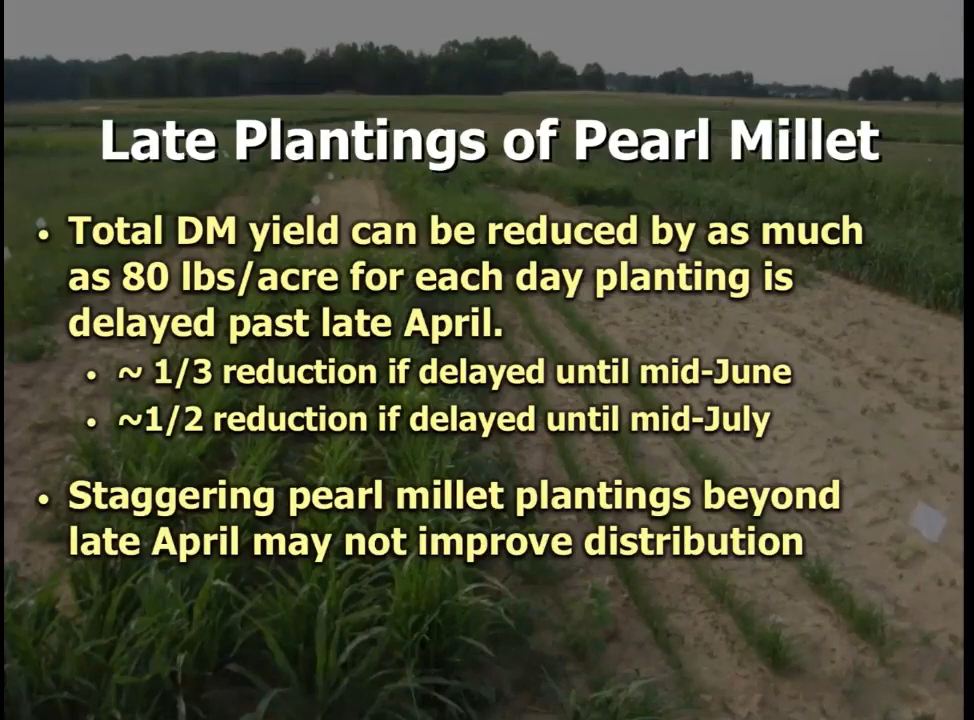 Late Plantings of Pearl Millet
• Total DM yield can be reduced by as much
as 80 lbs/acre for each day planting is
delayed past late April.
• ~ 1/3 reduction if delayed until mid-June
• ~1/2 reduction if delayed until mid-July
• Staggering pearl millet plantings beyond
late April may not improve distribution